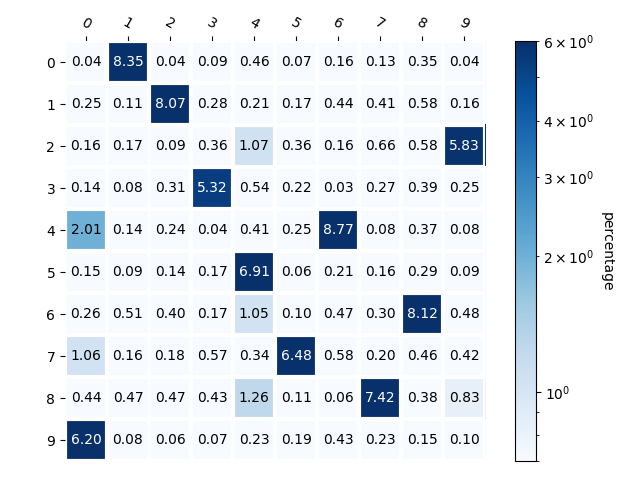 0 1 2 3 4 5 6 7 8 9
0 0.04 8.35 0.04 0.09 0.46 0.07 0.16 0.13 0.35 0.04
1 0.25 0.11 8.07 0.28 0.21 0.17 0.44 0.41 0.58 0.16
2 0.16 0.17 0.09 0.36 1.07 0.36 0.16 0.66 0.58 5.83
3 0.14 0.08 0.31 5.32 0.54 0.22 0.03 0.27 0.39 0.25
4 2.01 0.14 0.24 0.04 0.41 0.25 8.77 0.08 0.37 0.08
5 0.15 0.09 0.14 0.17 6.91 0.06 0.21 0.16 0.29 0.09
6 0.26 0.51 0.40 0.17 1.05 0.10 0.47 0.30 8.12 0.48
7 1.06 0.16 0.18 0.57 0.34 6.48 0.58 0.20 0.46 0.42
8 0.44 0.47 0.47 0.43 1.26 0.11 0.06 7.42 0.38 0.83
9 6.20 0.08 0.06 0.07 0.23 0.19 0.43 0.23 0.15 0.10
6 × 10⁰
4 × 10⁰
3 × 10⁰
2 × 10⁰
10⁰
percentage